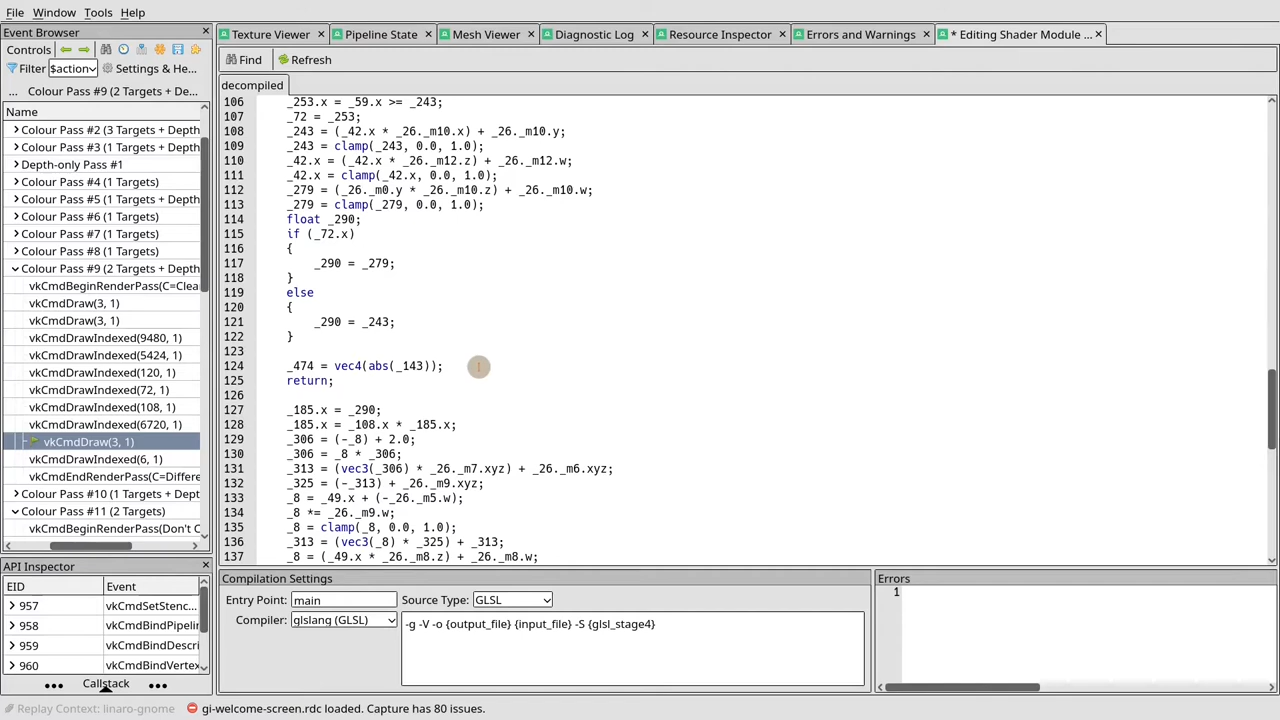 File Window Tools Help
Event Browser
Controls
Filter $action Settings & He...
... Colour Pass #9 (2 Targets + De...
Name
Colour Pass #2 (3 Targets + Depth
Colour Pass #3 (1 Targets + Depth
Depth-only Pass #1
Colour Pass #4 (1 Targets)
Colour Pass #5 (1 Targets + Depth
Colour Pass #6 (1 Targets)
Colour Pass #7 (1 Targets)
Colour Pass #8 (1 Targets)
Colour Pass #9 (2 Targets + Depth
vkCmdBeginRenderPass(C=Clea
vkCmdDraw(3, 1)
vkCmdDraw(3, 1)
vkCmdDrawIndexed(9480, 1)
vkCmdDrawIndexed(5424, 1)
vkCmdDrawIndexed(120, 1)
vkCmdDrawIndexed(72, 1)
vkCmdDrawIndexed(108, 1)
vkCmdDrawIndexed(6720, 1)
vkCmdDraw(3, 1)
vkCmdDrawIndexed(6, 1)
vkCmdEndRenderPass(C=Differe
Colour Pass #10 (1 Targets + Dep
Colour Pass #11 (2 Targets)
vkCmdBeginRenderPass(Don't C
API Inspector
EID Event
957 vkCmdSetStenc...
958 vkCmdBindPipelin
959 vkCmdBindDescri
960 vkCmdBindVertex
••• Callstack •••
Texture Viewer Pipeline State Mesh Viewer Diagnostic Log Resource Inspector Errors and Warnings * Editing Shader Module ...
Find Refresh
decompiled
106 _253.x = _59.x >= _243;
107 _72 = _253;
108 _243 = (_42.x * _26._m10.x) + _26._m10.y;
109 _243 = clamp(_243, 0.0, 1.0);
110 _42.x = (_42.x * _26._m12.z) + _26._m12.w;
111 _42.x = clamp(_42.x, 0.0, 1.0);
112 _279 = (_26._m0.y * _26._m10.z) + _26._m10.w;
113 _279 = clamp(_279, 0.0, 1.0);
114 float _290;
115 if (_72.x)
116 {
117 _290 = _279;
118 }
119 else
120 {
121 _290 = _243;
122 }
123
124 _474 = vec4(abs(_143));
125 return;
126
127 _185.x = _290;
128 _185.x = _108.x * _185.x;
129 _306 = (-_8) + 2.0;
130 _306 = _8 * _306;
131 _313 = (vec3(_306) * _26._m7.xyz) + _26._m6.xyz;
132 _325 = (-_313) + _26._m9.xyz;
133 _8 = _49.x + (-_26._m5.w);
134 _8 *= _26._m9.w;
135 _8 = clamp(_8, 0.0, 1.0);
136 _313 = (vec3(_8) * _325) + _313;
137 _8 = (_49.x * _26._m8.z) + _26._m8.w;
Compilation Settings
Entry Point: main Source Type: GLSL
Compiler: glslang (GLSL) -g -V -o {output_file} {input_file} -S {glsl_stage4}
Errors
1
Replay Context: linaro-gnome gi-welcome-screen.rdc loaded. Capture has 80 issues.